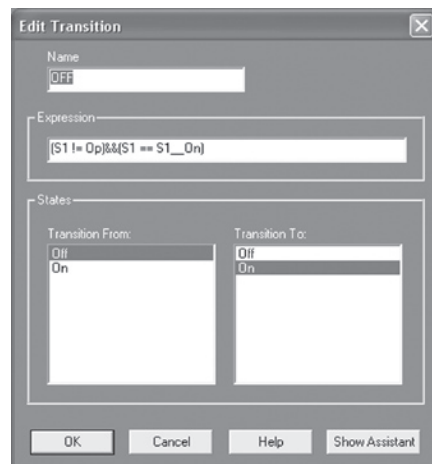 Edit Transition
Name
OFF
Expression
(S1 != Op)&&(S1 == S1__On)
States
Transition From:
Off
On
Transition To:
Off
On
OK
Cancel
Help
Show Assistant